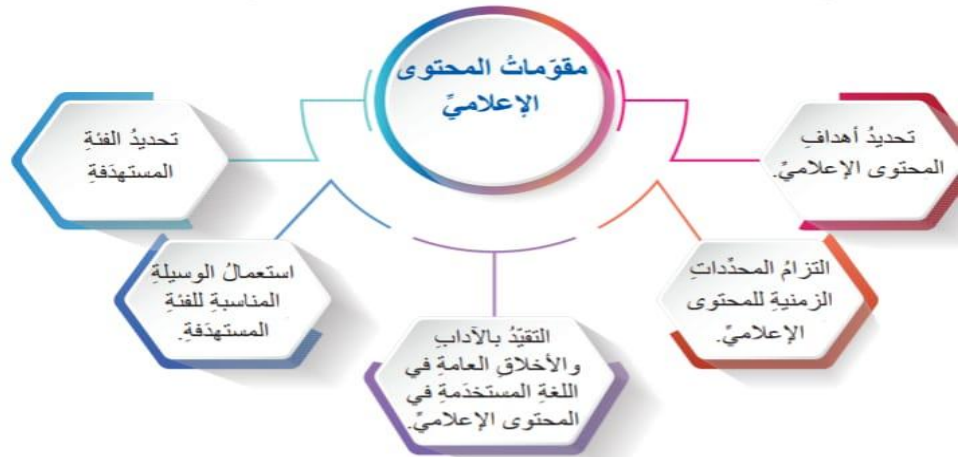 مقوّماتُ المحتوى
الإعلاميِّ
تحديدُ أهدافِ
المحتوى الإعلاميِّ.
التزامُ المحدِّداتِ
الزمنيةِ للمحتوى
الإعلاميِّ.
التقيّدُ بالآدابِ
والأخلاقِ العامةِ في
اللغةِ المستخدَمةِ في
المحتوى الإعلاميِّ.
استعمالُ الوسيلةِ
المناسبةِ للفئةِ
المستهدَفةِ.
تحديدُ الفئةِ
المستهدَفةِ